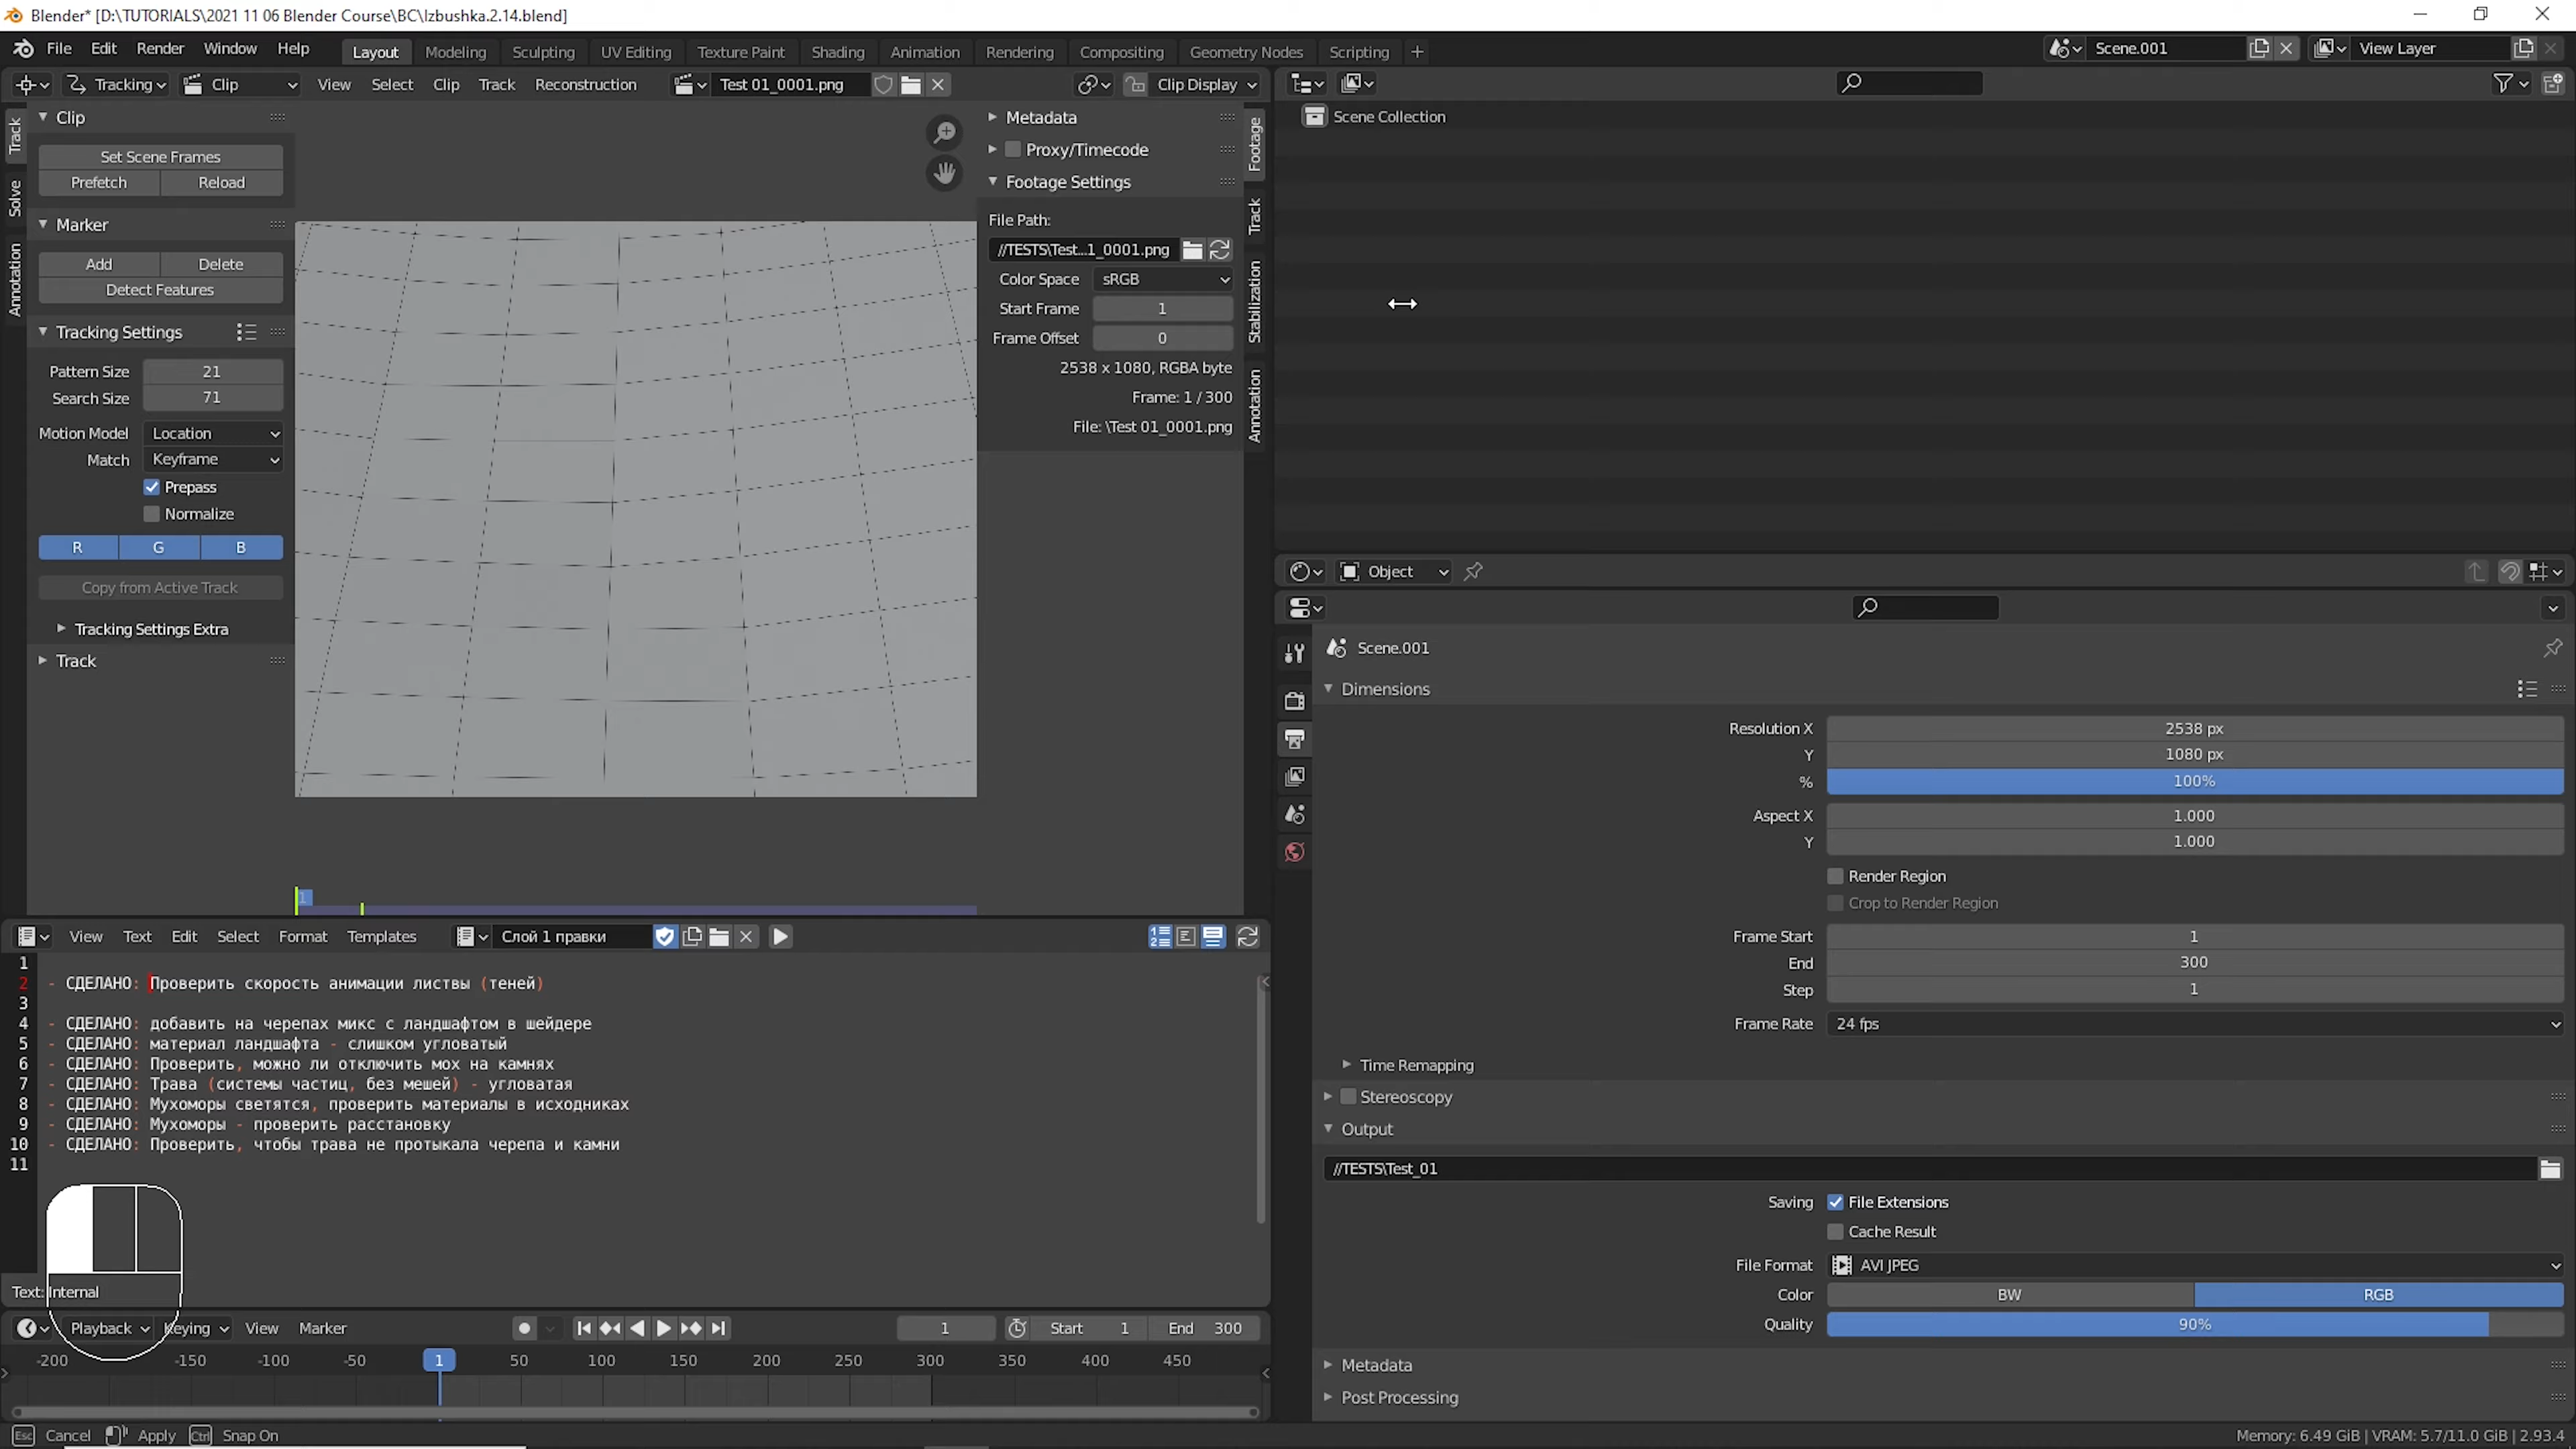 Blender* [D:\TUTORIALS\2021 11 06 Blender Course\BC\Izbushka.2.14.blend]
File Edit Render Window Help Layout Modeling Sculpting UV Editing Texture Paint Shading Animation Rendering Compositing Geometry Nodes Scripting + Scene.001 View Layer
Tracking Clip View Select Clip Track Reconstruction Test 01_0001.png Clip Display
Track
Solve
Annotation
Clip
Set Scene Frames
Prefetch Reload
Marker
Add Delete
Detect Features
Tracking Settings
Pattern Size 21
Search Size 71
Motion Model Location
Match Keyframe
Prepass
Normalize
R G B
Copy from Active Track
Tracking Settings Extra
Track
Metadata
Proxy/Timecode
Footage Settings
File Path:
//TESTS\Test...1_0001.png
Color Space sRGB
Start Frame 1
Frame Offset 0
2538 x 1080, RGBA byte
Frame: 1 / 300
File: \Test 01_0001.png
Footage
Track
Stabilization
Annotation
1
Scene Collection
Object
Scene.001
Dimensions
Resolution X 2538 px
Y 1080 px
% 100%
Aspect X 1.000
Y 1.000
Render Region
Crop to Render Region
Frame Start 1
End 300
Step 1
Frame Rate 24 fps
Time Remapping
Stereoscopy
Output
//TESTS\Test_01
Saving File Extensions
Cache Result
File Format AVI JPEG
Color BW RGB
Quality 90%
Metadata
Post Processing
View Text Edit Select Format Templates Слой 1 правки
1
2 - СДЕЛАНО: Проверить скорость анимации листвы (теней)
3
4 - СДЕЛАНО: добавить на черепах микс с ландшафтом в шейдере
5 - СДЕЛАНО: материал ландшафта - слишком угловатый
6 - СДЕЛАНО: Проверить, можно ли отключить мох на камнях
7 - СДЕЛАНО: Трава (системы частиц, без мешей) - угловатая
8 - СДЕЛАНО: Мухоморы светятся, проверить материалы в исходниках
9 - СДЕЛАНО: Мухоморы - проверить расстановку
10 - СДЕЛАНО: Проверить, чтобы трава не протыкала черепа и камни
11
Text: Internal
Playback Keying View Marker 1 Start 1 End 300
-200 -150 -100 -50 1 50 100 150 200 250 300 350 400 450
Esc Cancel Apply Ctrl Snap On
Memory: 6.49 GiB | VRAM: 5.7/11.0 GiB | 2.93.4